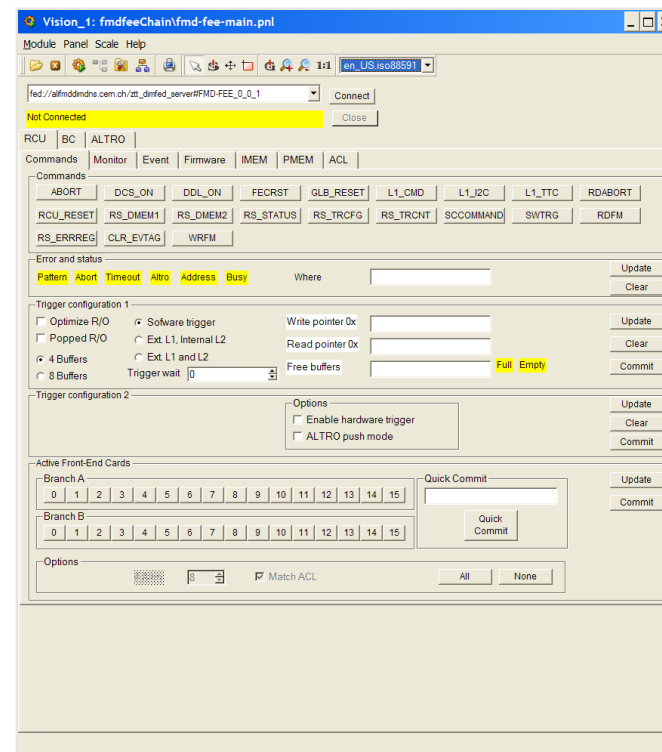 Vision_1: fmdfeeChain\fmd-fee-main.pnl
Module Panel Scale Help
1:1 en_US.iso88591
fed://alifmddimdns.cern.ch/ztt_dimfed_server#FMD-FEE_0_0_1 Connect
Not Connected Close
RCU BC ALTRO
Commands Monitor Event Firmware IMEM PMEM ACL
Commands
ABORT DCS_ON DDL_ON FECRST GLB_RESET L1_CMD L1_I2C L1_TTC RDABORT
RCU_RESET RS_DMEM1 RS_DMEM2 RS_STATUS RS_TRCFG RS_TRCNT SCCOMMAND SWTRG RDFM
RS_ERRREG CLR_EVTAG WRFM
Error and status
Pattern Abort Timeout Altro Address Busy Where Update
Clear
Trigger configuration 1
Optimize R/O Sofware trigger Write pointer 0x Update
Popped R/O Ext. L1, Internal L2 Read pointer 0x Clear
4 Buffers Ext. L1 and L2 Free buffers Full Empty Commit
8 Buffers Trigger wait 0
Trigger configuration 2
Options Update
Enable hardware trigger Clear
ALTRO push mode Commit
Active Front-End Cards
Branch A Quick Commit Update
0 1 2 3 4 5 6 7 8 9 10 11 12 13 14 15 Commit
Branch B
0 1 2 3 4 5 6 7 8 9 10 11 12 13 14 15 Quick Commit
Options
8 Match ACL All None